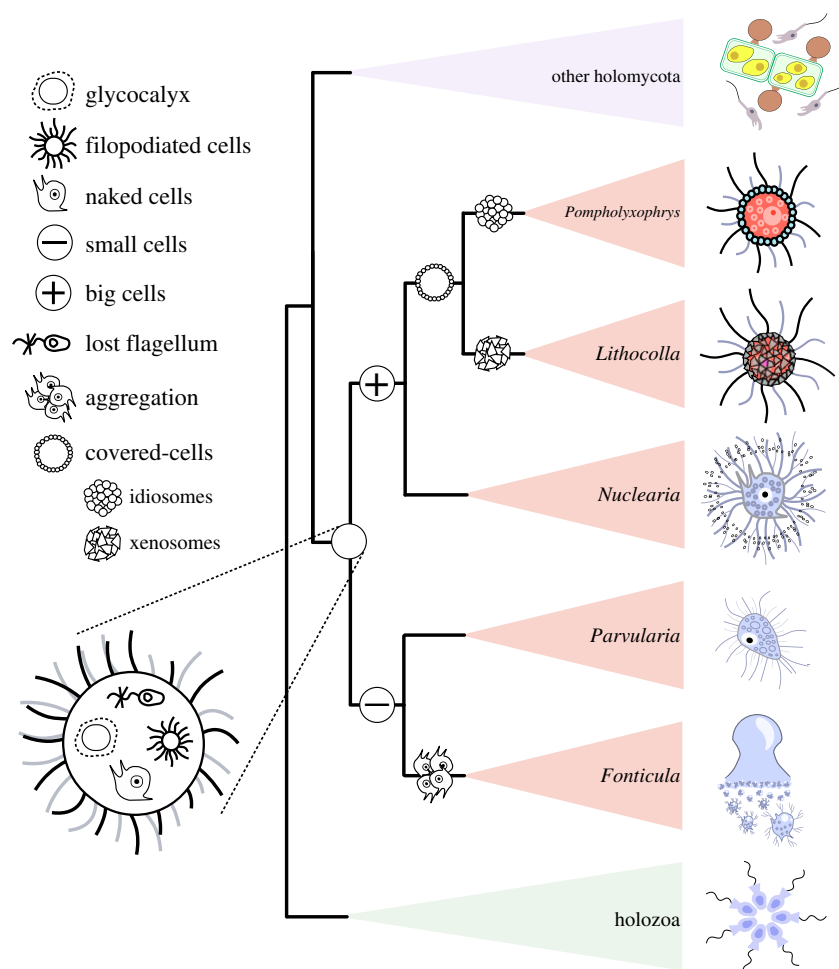 glycocalyx
filopodiated cells
naked cells
small cells
big cells
lost flagellum
aggregation
covered-cells
idiosomes
xenosomes
other holomycota
Pompholyxophrys
Lithocolla
Nuclearia
Parvularia
Fonticula
holozoa